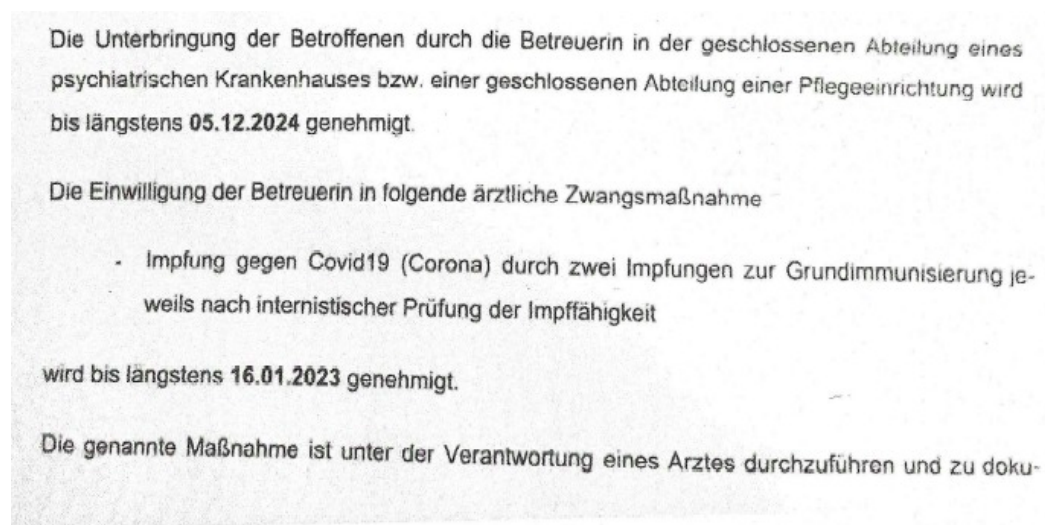 Die Unterbringung der Betroffenen durch die Betreuerin in der geschlossenen Abteilung eines
psychiatrischen Krankenhauses bzw. einer geschlossenen Abteilung einer Pflegeeinrichtung wird
bis längstens 05.12.2024 genehmigt.
Die Einwilligung der Betreuerin in folgende ärztliche Zwangsmaßnahme
- Impfung gegen Covid19 (Corona) durch zwei Impfungen zur Grundimmunisierung je-
weils nach internistischer Prüfung der Impffähigkeit
wird bis längstens 16.01.2023 genehmigt.
Die genannte Maßnahme ist unter der Verantwortung eines Arztes durchzuführen und zu doku-